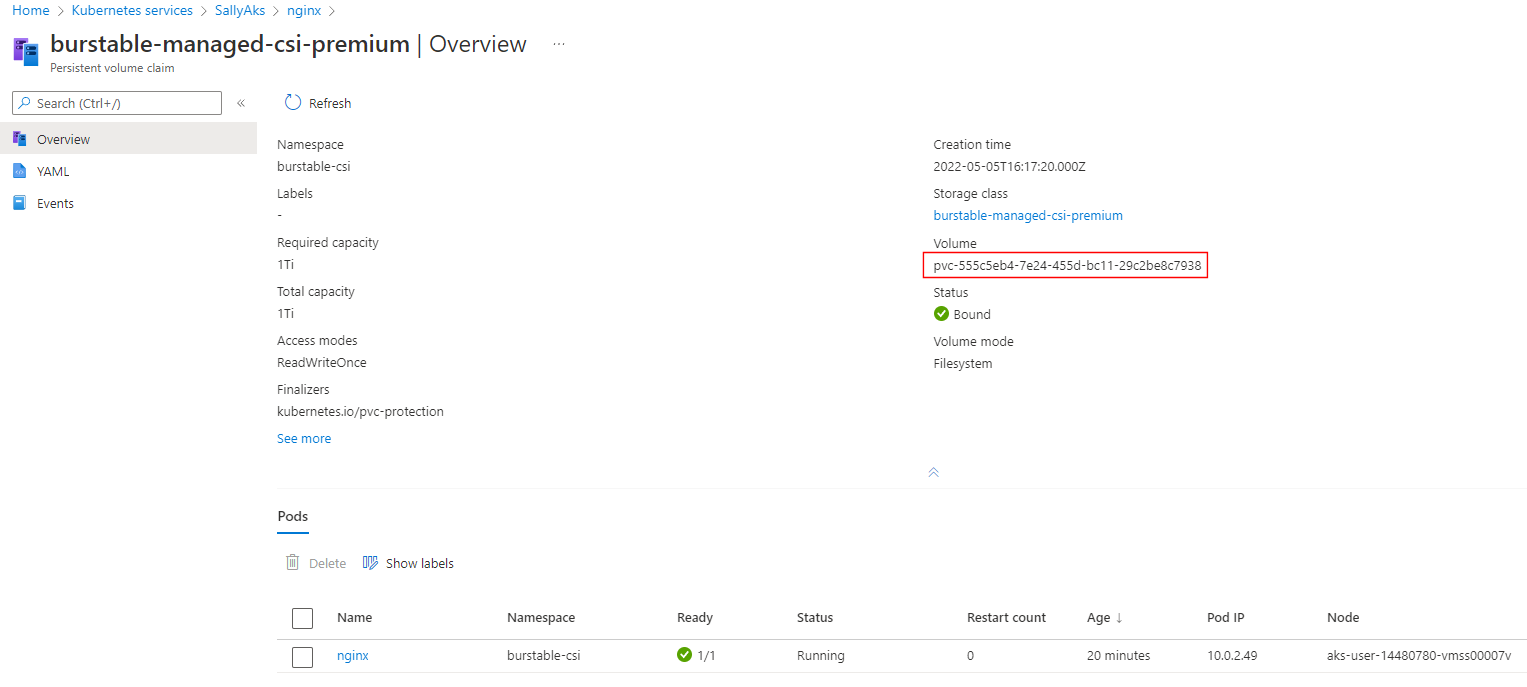 Home > Kubernetes services > SallyAks > nginx >
burstable-managed-csi-premium | Overview ...
Persistent volume claim
Search (Ctrl+/) «
Overview
YAML
Events
Refresh
Namespace
burstable-csi
Labels
-
Required capacity
1Ti
Total capacity
1Ti
Access modes
ReadWriteOnce
Finalizers
kubernetes.io/pvc-protection
See more
Creation time
2022-05-05T16:17:20.000Z
Storage class
burstable-managed-csi-premium
Volume
pvc-555c5eb4-7e24-455d-bc11-29c2be8c7938
Status
Bound
Volume mode
Filesystem
Pods
Delete Show labels
Name Namespace Ready Status Restart count Age ↓ Pod IP Node
nginx burstable-csi 1/1 Running 0 20 minutes 10.0.2.49 aks-user-14480780-vmss00007v